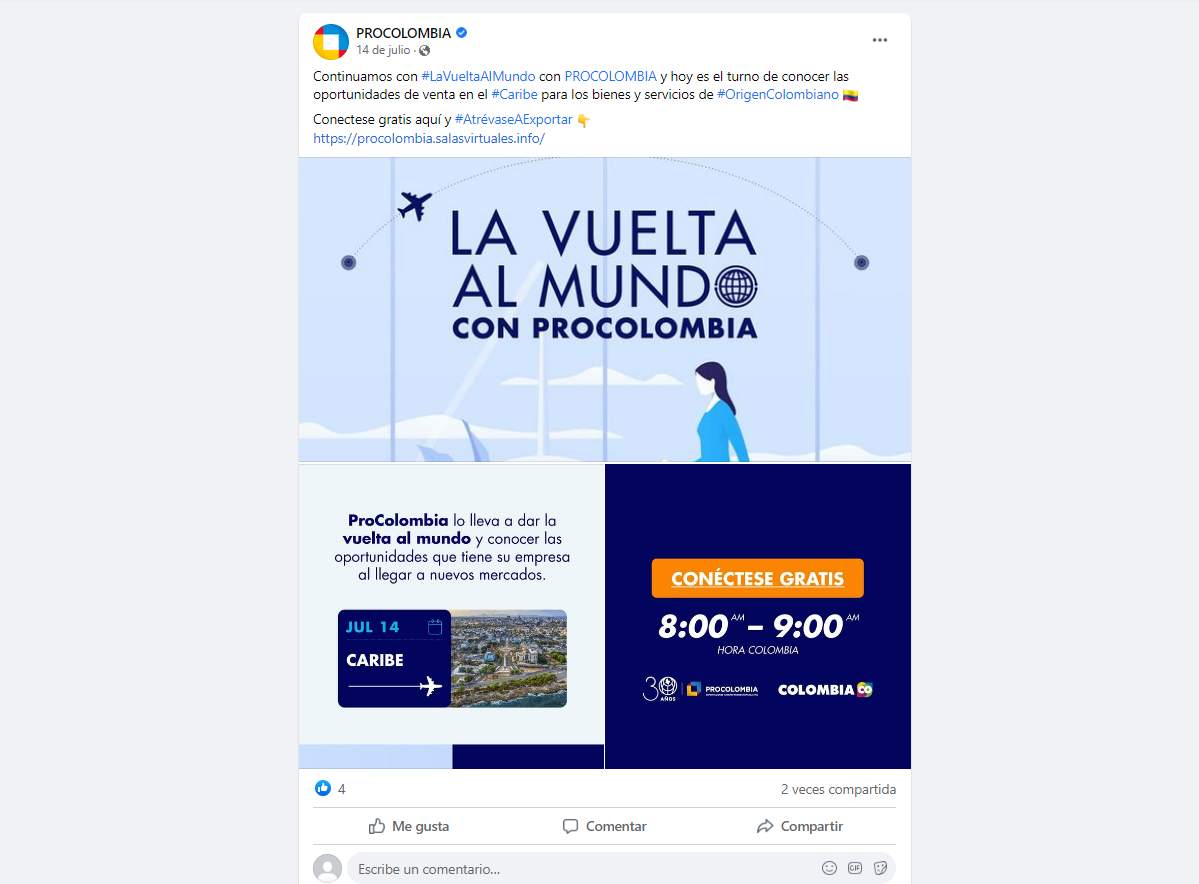 PROCOLOMBIA
14 de julio ·
Continuamos con #LaVueltaAlMundo con PROCOLOMBIA y hoy es el turno de conocer las
oportunidades de venta en el #Caribe para los bienes y servicios de #OrigenColombiano 🇨🇴
Conectese gratis aquí y #AtrévaseAExportar 👇
https://procolombia.salasvirtuales.info/
LA VUELTA
AL MUNDO
CON PROCOLOMBIA
ProColombia lo lleva a dar la
vuelta al mundo y conocer las
oportunidades que tiene su empresa
al llegar a nuevos mercados.
JUL 14
CARIBE
CONÉCTESE GRATIS
8:00 AM – 9:00 AM
HORA COLOMBIA
30 AÑOS PROCOLOMBIA COLOMBIA CO
4
2 veces compartida
Me gusta Comentar Compartir
Escribe un comentario...
GIF